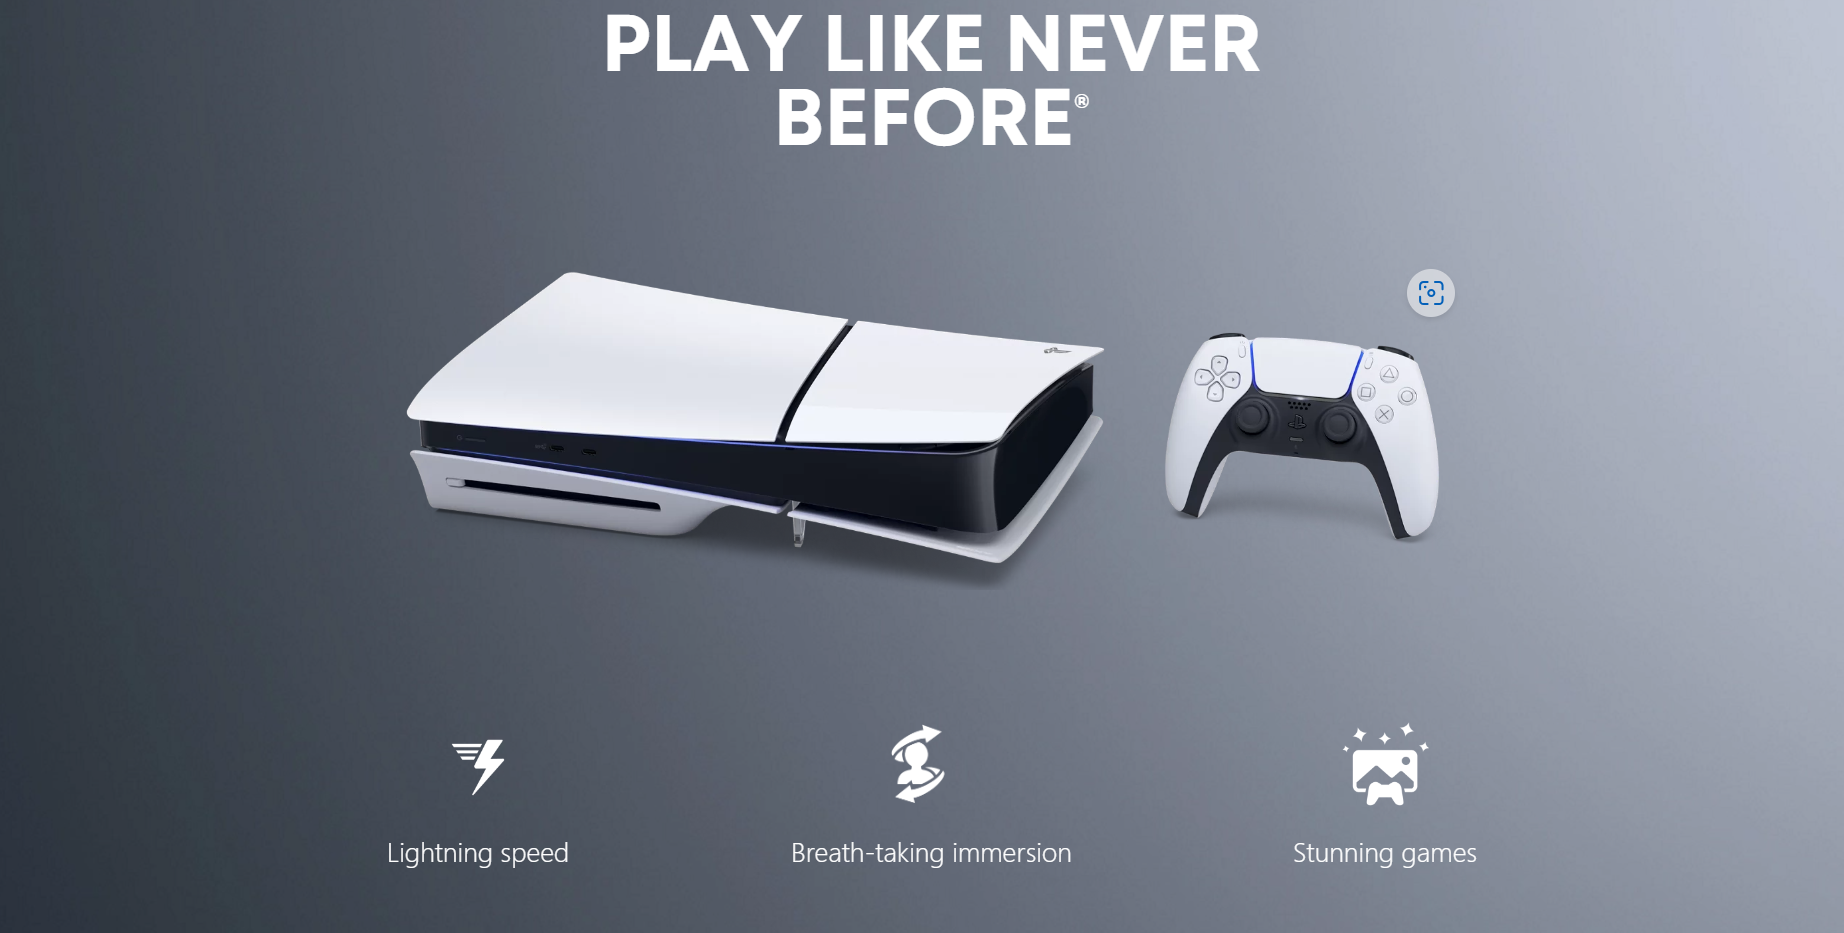 PLAY LIKE NEVER
BEFORE®
Lightning speed
Breath-taking immersion
Stunning games